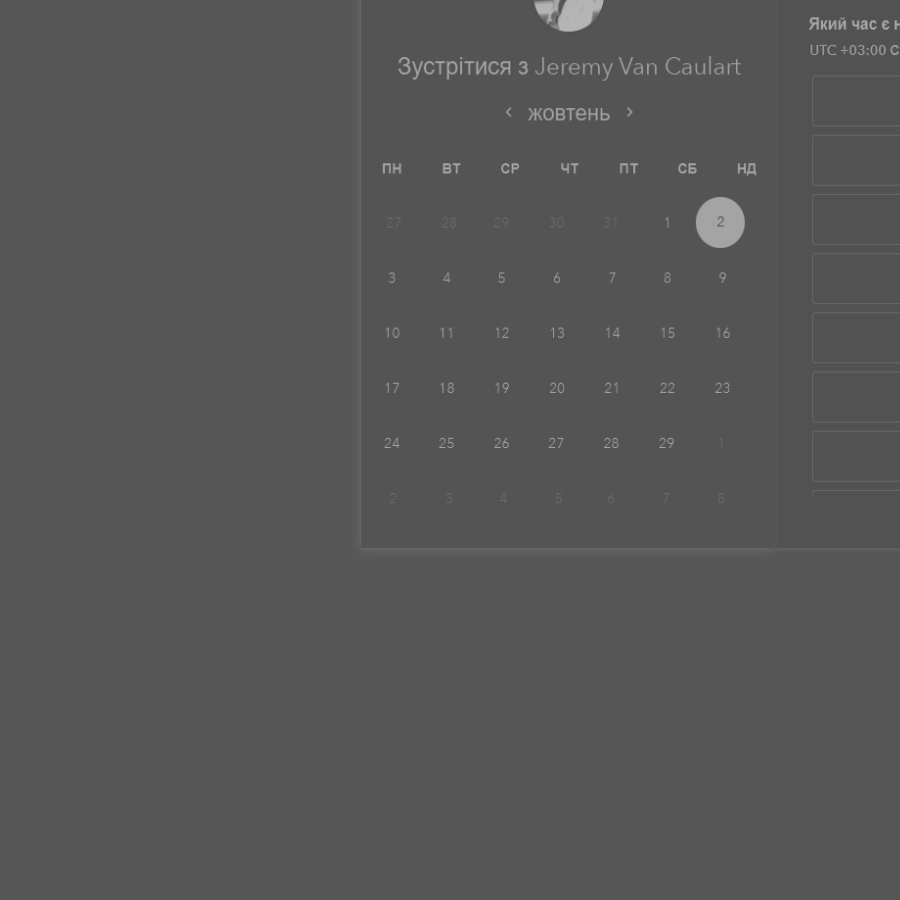 Який час є н
UTC +03:00 С
Зустрітися з Jeremy Van Caulart
жовтень
ПН ВТ СР ЧТ ПТ СБ НД
27 28 29 30 31 1 2
3 4 5 6 7 8 9
10 11 12 13 14 15 16
17 18 19 20 21 22 23
24 25 26 27 28 29 1
2 3 4 5 6 7 8